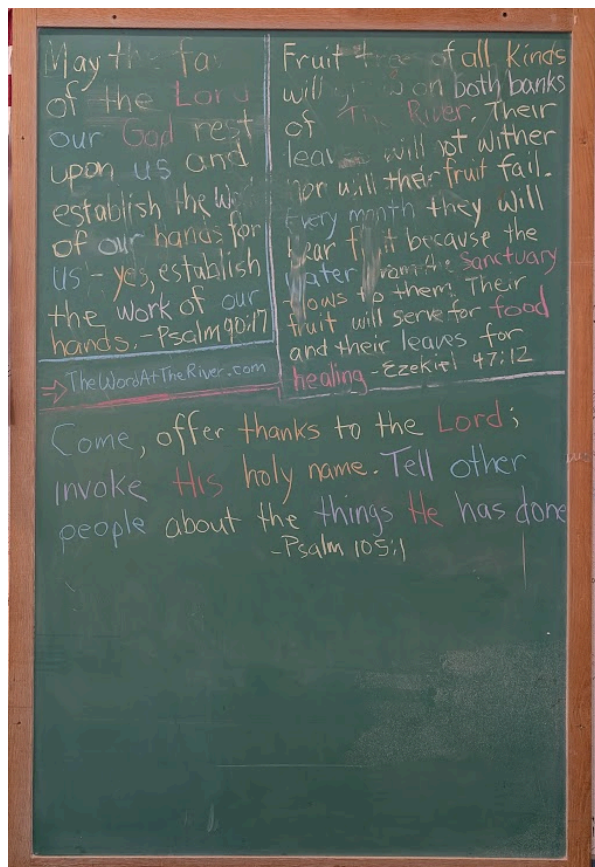 May the fa
of the Lord
our God rest
upon us and
establish the Wo
of our hands for
us - yes, establish
the work of our
hands. -Psalm 90:17
→ TheWordAtTheRiver.com
Fruit of all Kinds
will on both banks
of The River. Their
leaves will not wither
nor will their fruit fail.
Every month they will
bear fruit because the
water from the sanctuary
flows to them. Their
fruit will serve for food
and their leaves for
healing -Ezekiel 47:12
Come, offer thanks to the Lord;
invoke His holy name. Tell other
people about the things He has done
-Psalm 105:1